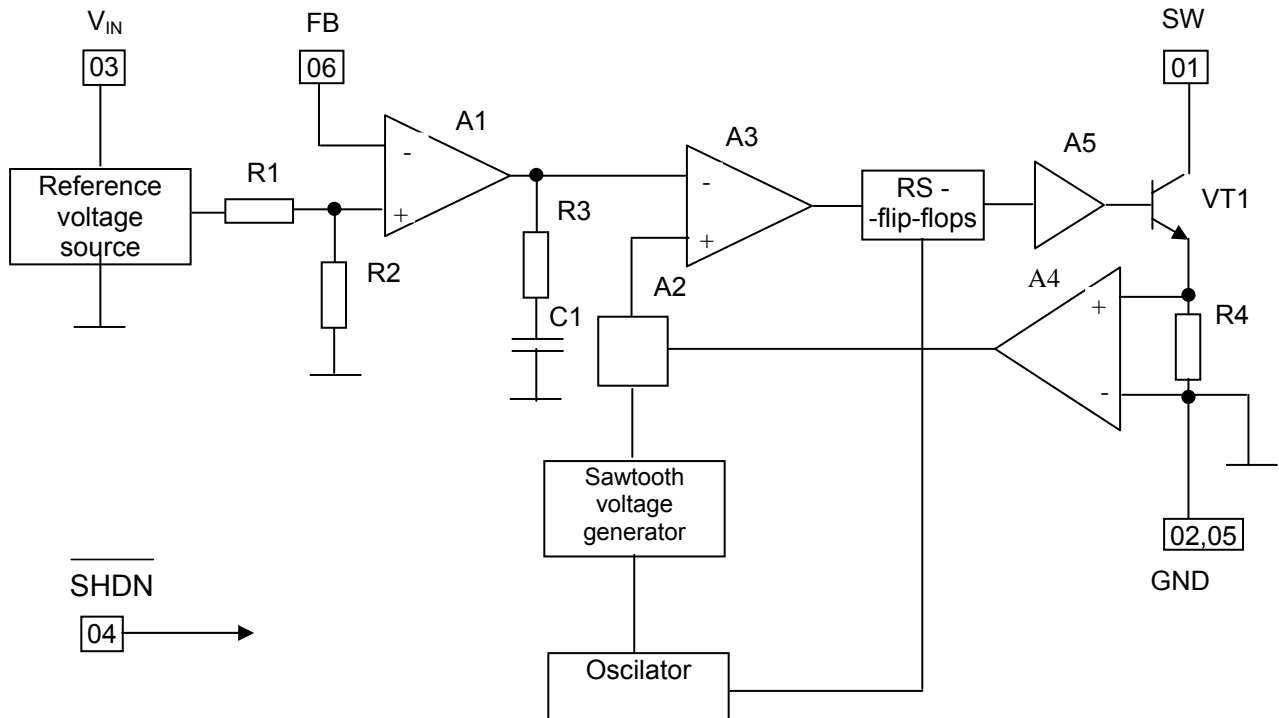 V_IN
FB
SW
03
06
01
A1
A3
A5
Reference
voltage
source
R1
-
+
-
+
RS -
-flip-flops
VT1
R3
R2
A2
A4
C1
+
-
R4
Sawtooth
voltage
generator
02,05
GND
SHDN
04
Oscilator